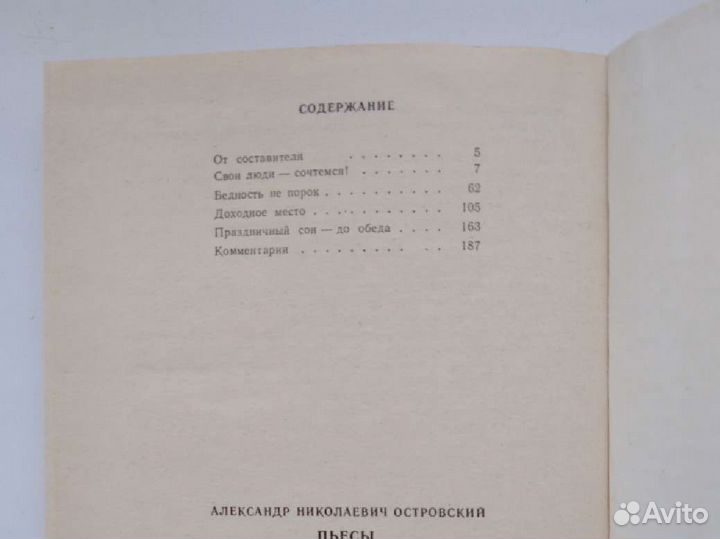 СОДЕРЖАНИЕ
От составителя . . . . . . . . 5
Свои люди — сочтемся! . . . . . . . 7
Бедность не порок . . . . . . . . . . 62
Доходное место . . . . . . . . . . . 105
Праздничный сон — до обеда . . . . . 163
Комментарии . . . . . . . . . . . 187
АЛЕКСАНДР НИКОЛАЕВИЧ ОСТРОВСКИЙ
ПЬЕСЫ
Avito